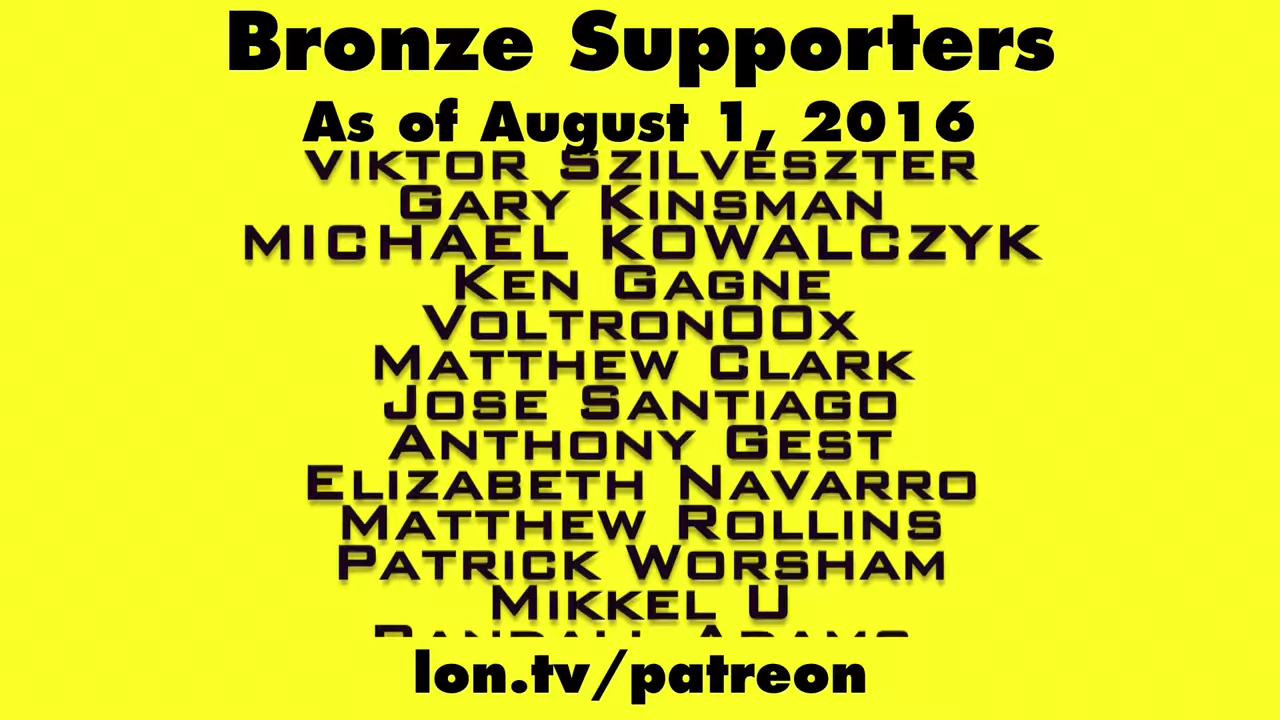 Bronze Supporters
As of August 1, 2016
VIKTOR SZILVESZTER
GARY KINSMAN
MICHAEL KOWALCZYK
KEN GAGNE
VOLTRON00X
MATTHEW CLARK
JOSE SANTIAGO
ANTHONY GEST
ELIZABETH NAVARRO
MATTHEW ROLLINS
PATRICK WORSHAM
MIKKEL U
lon.tv/patreon